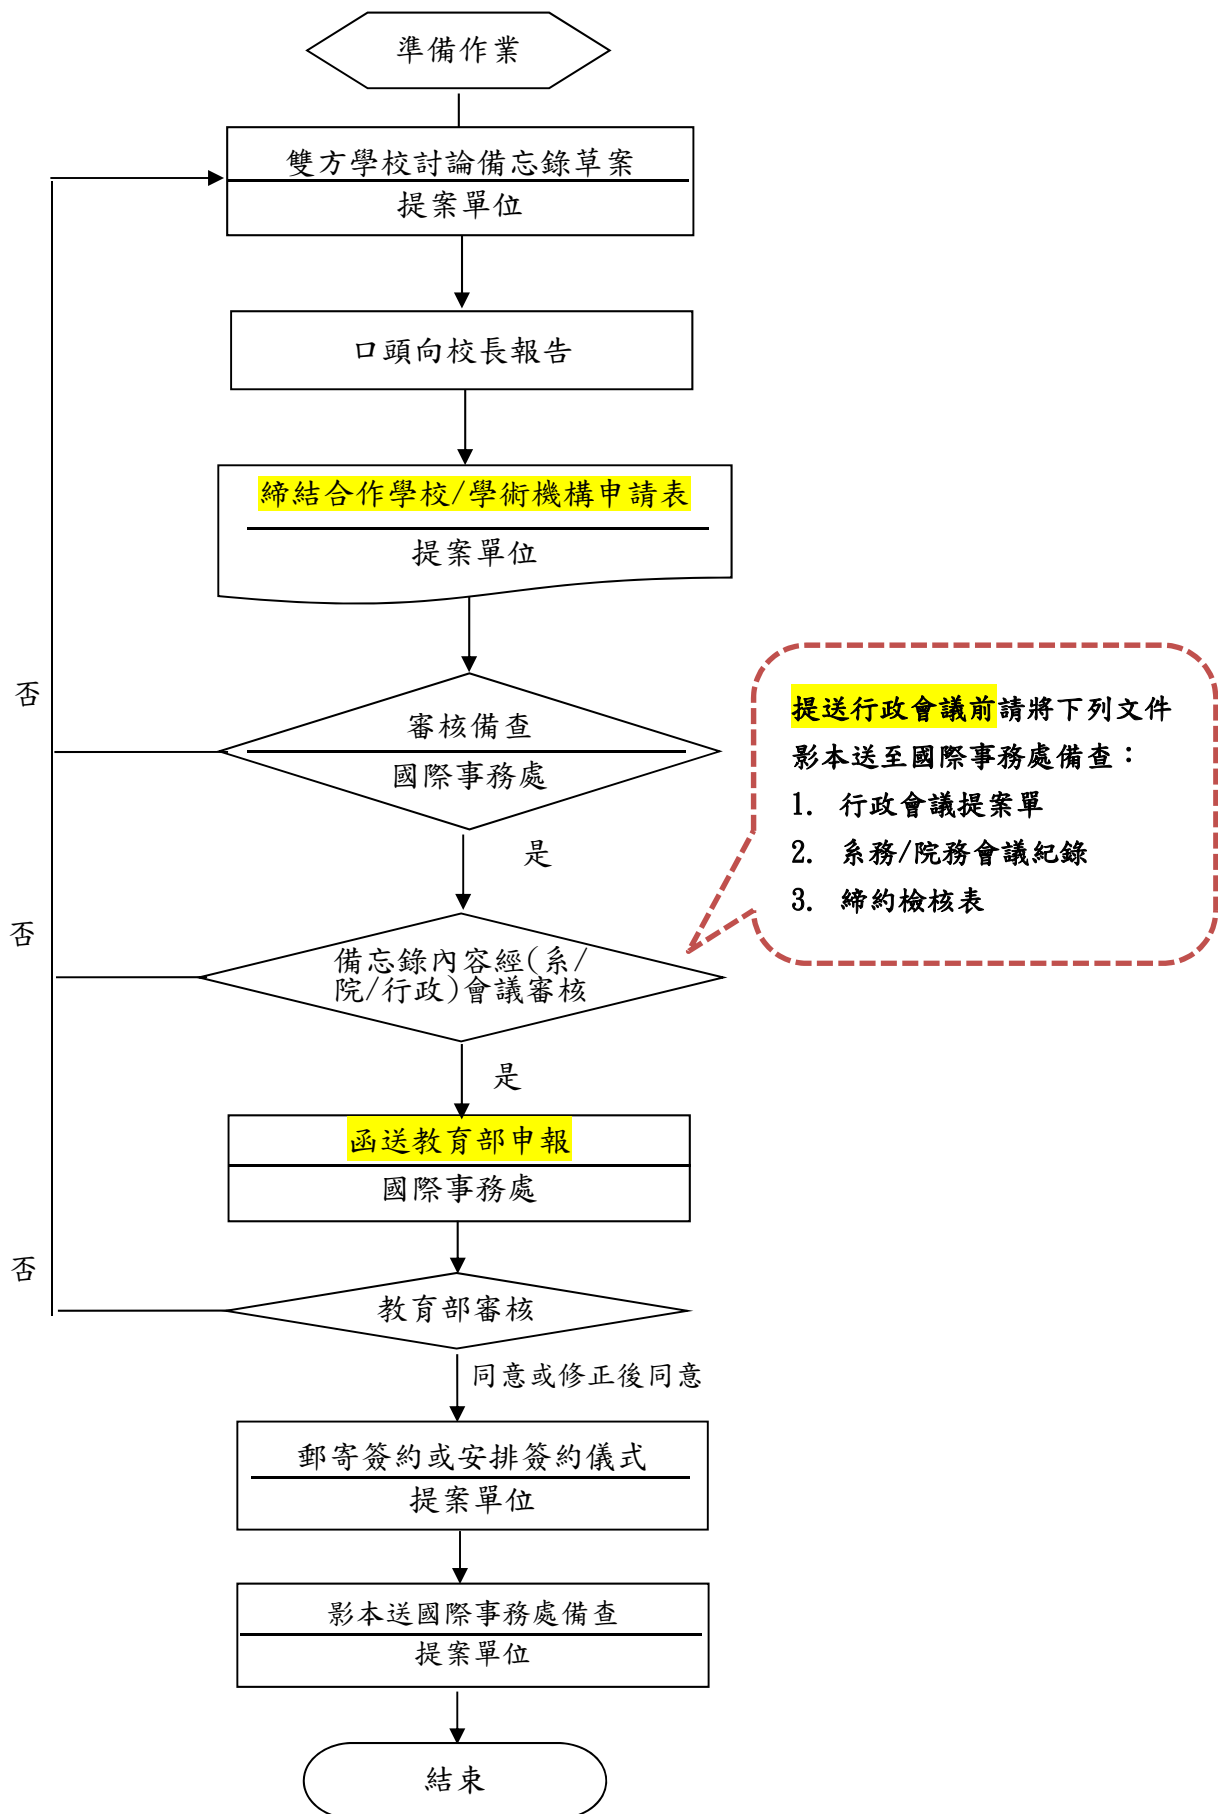 準備作業
雙方學校討論備忘錄草案
提案單位
口頭向校長報告
締結合作學校/學術機構申請表
提案單位
否
審核備查
國際事務處
是
提送行政會議前請將下列文件
影本送至國際事務處備查：
1. 行政會議提案單
2. 系務/院務會議紀錄
3. 締約檢核表
否
備忘錄內容經(系/
院/行政)會議審核
是
函送教育部申報
國際事務處
否
教育部審核
同意或修正後同意
郵寄簽約或安排簽約儀式
提案單位
影本送國際事務處備查
提案單位
結束